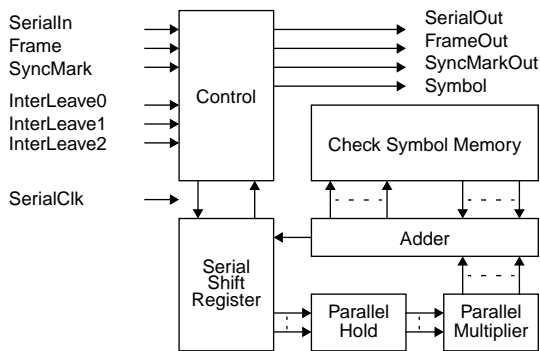 SerialIn
Frame
SyncMark
InterLeave0
InterLeave1
InterLeave2
SerialClk
Control
SerialOut
FrameOut
SyncMarkOut
Symbol
Check Symbol Memory
Adder
Serial
Shift
Register
Parallel
Hold
Parallel
Multiplier